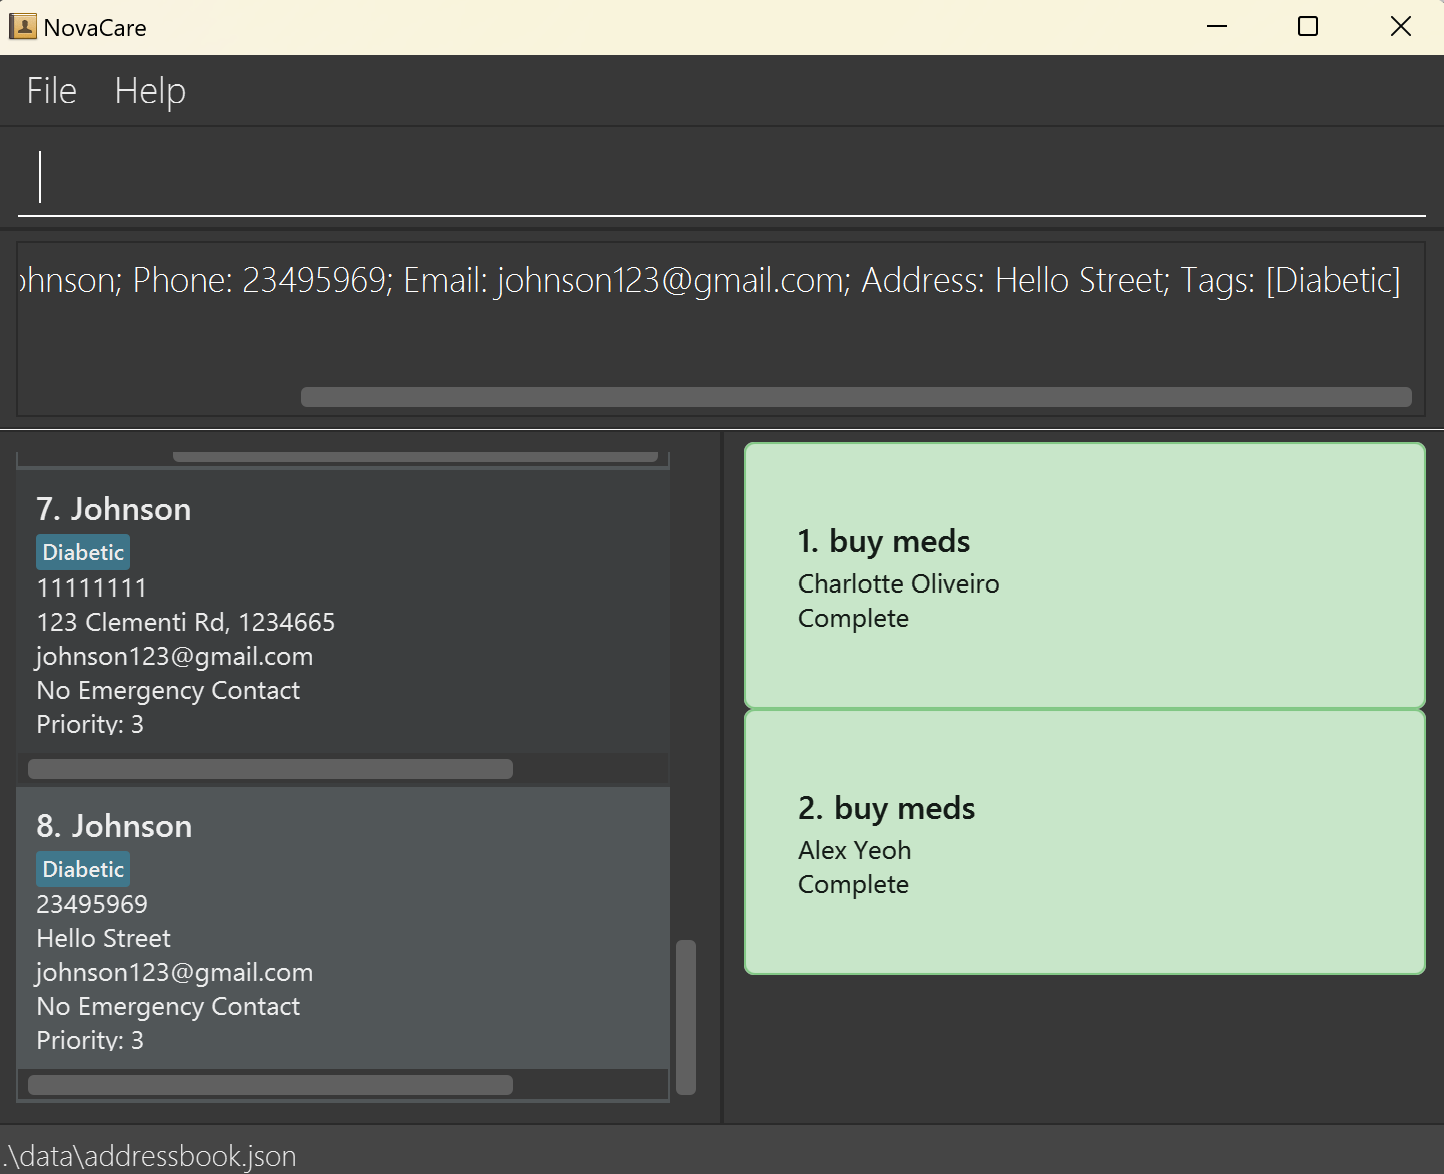 NovaCare
File Help
ohnson; Phone: 23495969; Email: johnson123@gmail.com; Address: Hello Street; Tags: [Diabetic]
7. Johnson
Diabetic
11111111
123 Clementi Rd, 1234665
johnson123@gmail.com
No Emergency Contact
Priority: 3
8. Johnson
Diabetic
23495969
Hello Street
johnson123@gmail.com
No Emergency Contact
Priority: 3
1. buy meds
Charlotte Oliveiro
Complete
2. buy meds
Alex Yeoh
Complete
.\data\addressbook.json